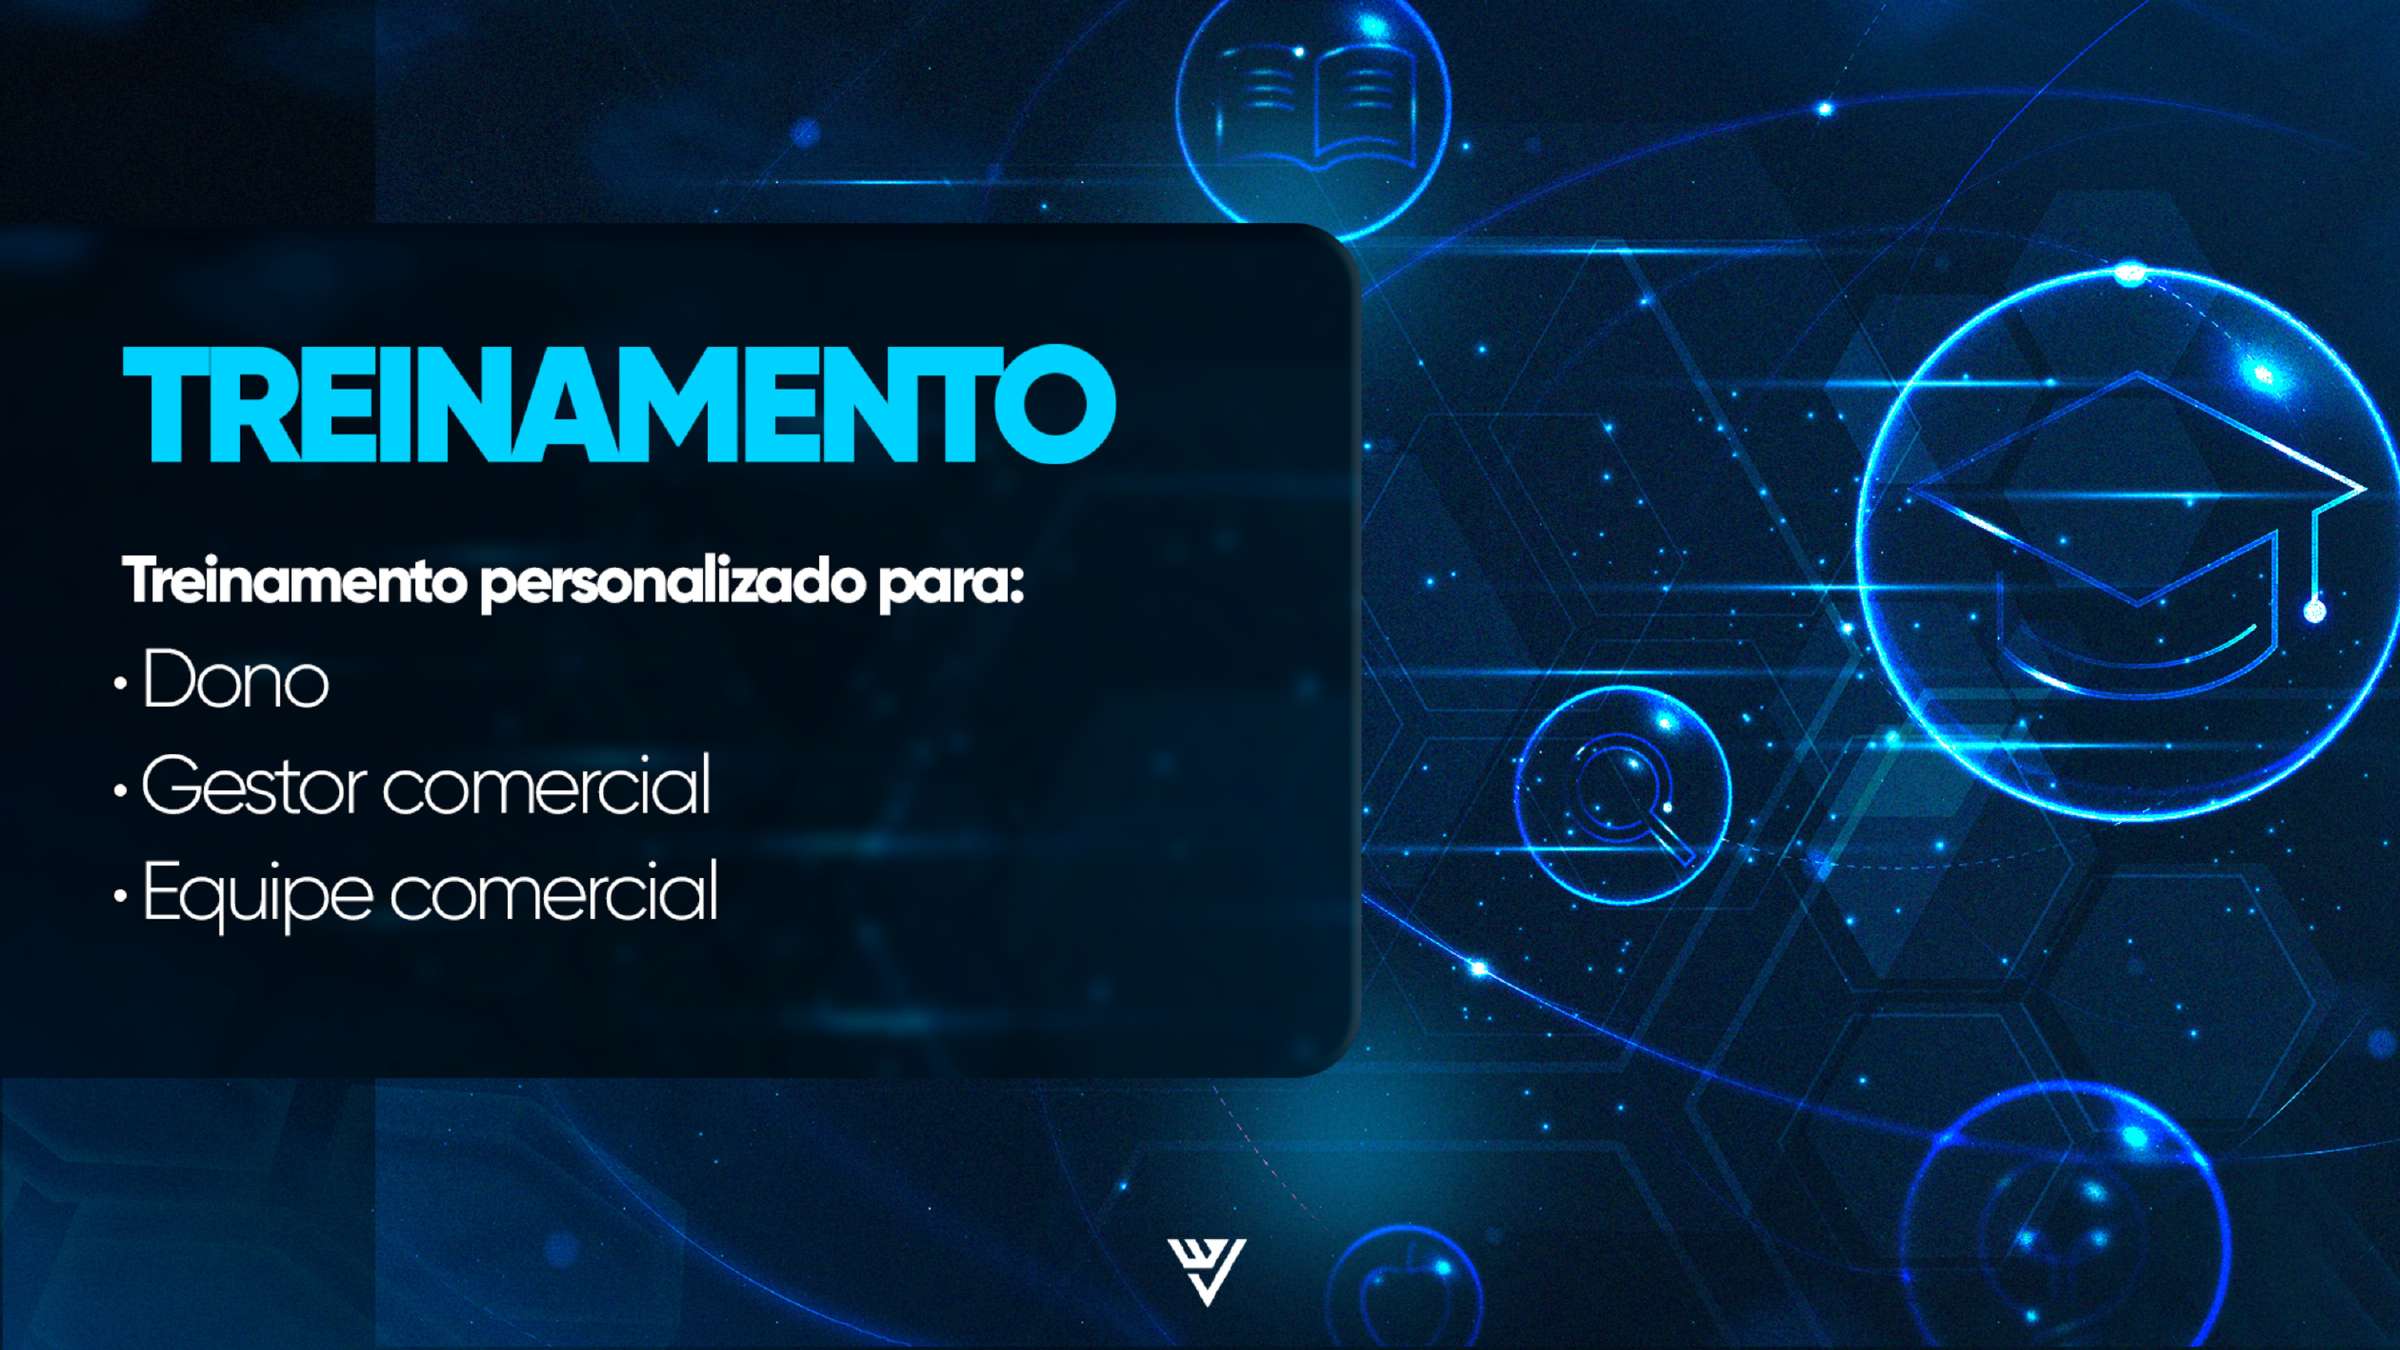 TREINAMENTO
Treinamento personalizado para:
• Dono
• Gestor comercial
• Equipe comercial